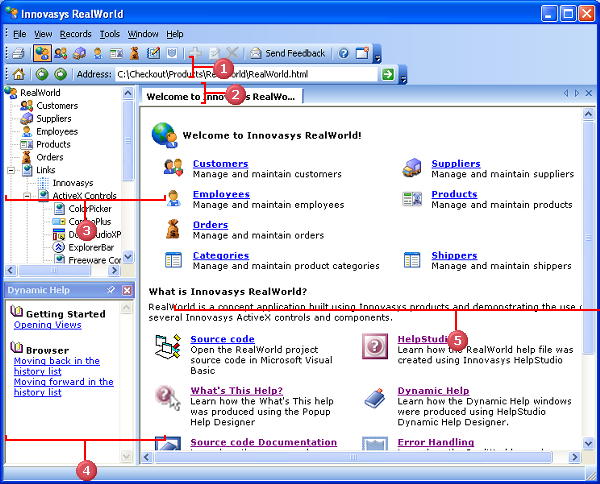 Innovasys RealWorld
File View Records Tools Window Help
Send Feedback
1
Address: C:\Checkout\Products\RealWorld\RealWorld.html
2
RealWorld
Customers
Suppliers
Employees
Products
Orders
Links
Innovasys
ActiveX Controls
ColorPicker
ExplorerBar
Freeware Cor
3
Dynamic Help
Getting Started
Opening Views
Browser
Moving back in the
history list
Moving forward in the
history list
4
Welcome to Innovasys RealWo...
Welcome to Innovasys RealWorld!
Customers
Manage and maintain customers
Suppliers
Manage and maintain suppliers
Employees
Manage and maintain employees
Products
Manage and maintain products
Orders
Manage and maintain orders
Categories
Manage and maintain product categories
Shippers
Manage and maintain shippers
What is Innovasys RealWorld?
RealWorld is a concept application built using Innovasys products and demonstrating the use o
several Innovasys ActiveX controls and components.
5
Source code
Open the RealWorld project
source code in Microsoft Visual
Basic
HelpStudio
Learn how the RealWorld help file was
created using Innovasys HelpStudio
What's This Help?
Learn how the What's This help
was produced using the Popup
Help Designer.
Dynamic Help
Learn how the Dynamic Help windows
were produced using HelpStudio
Dynamic Help Designer.
Source code Documentation
Error Handling